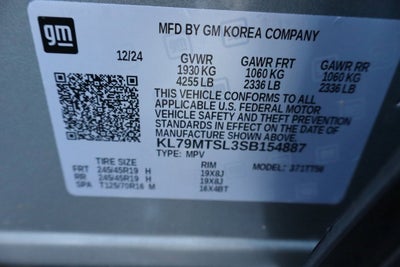 gm
MFD BY GM KOREA COMPANY
12/24 GVWR GAWR FRT GAWR RR
1930 KG 1060 KG 1060 KG
4255 LB 2336 LB 2336 LB
THIS VEHICLE CONFORMS TO ALL
APPLICABLE U.S. FEDERAL MOTOR
VEHICLE SAFETY AND THEFT PREVENTION
STANDARDS IN EFFECT ON THE DATE OF
MANUFACTURE SHOWN ABOVE.
KL79MTSL3SB154887
TYPE: MPV MODEL:
TIRE SIZE RIM
FRT 245/45R19 H 19X8J
RR 245/45R19 H 19X8J
SPA T125/70R16 M 16X4BT